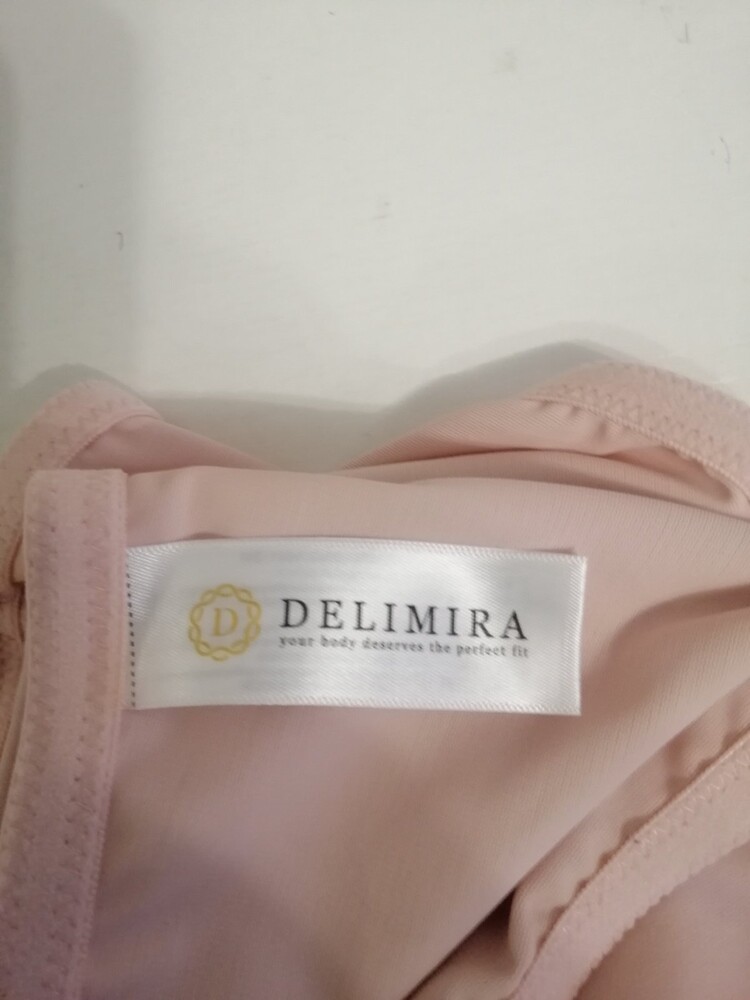 D
DELIMIRA
your body deserves the perfect fit